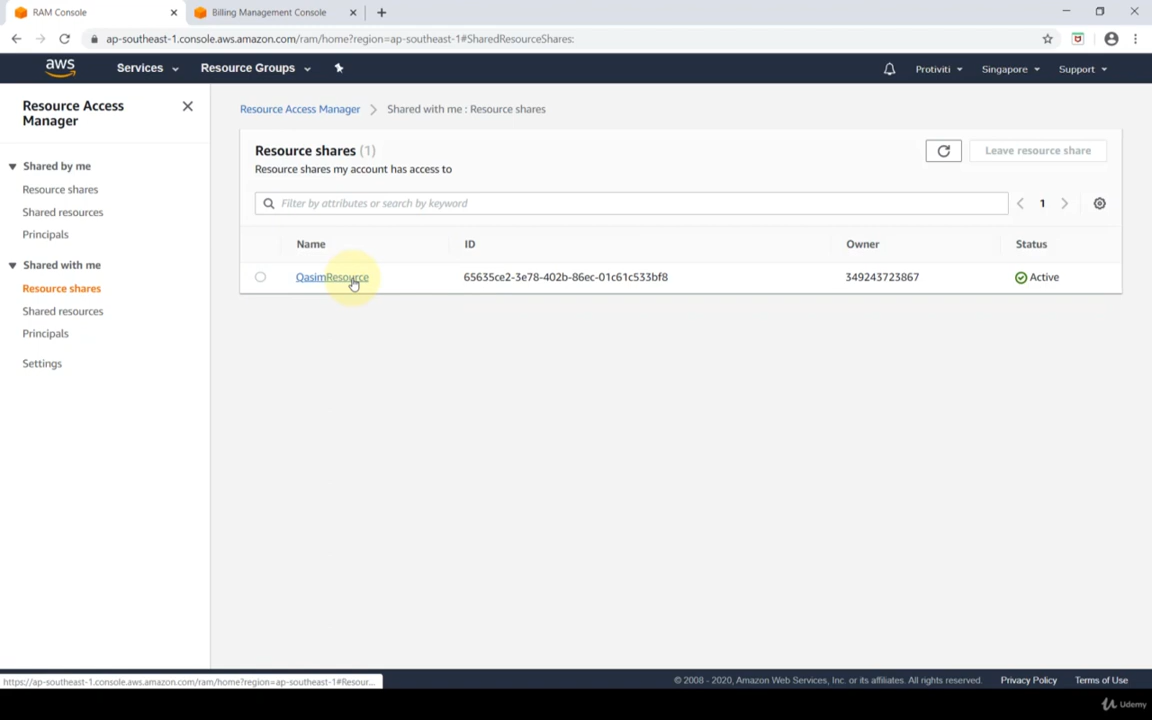 RAM Console
Billing Management Console
ap-southeast-1.console.aws.amazon.com/ram/home?region=ap-southeast-1#SharedResourceShares:
aws
Services
Resource Groups
Protiviti
Singapore
Support
Resource Access
Manager
Shared by me
Resource shares
Shared resources
Principals
Shared with me
Resource shares
Shared resources
Principals
Settings
Resource Access Manager
Shared with me : Resource shares
Resource shares (1)
Resource shares my account has access to
Leave resource share
Filter by attributes or search by keyword
1
Name
ID
Owner
Status
QasimResource
65635ce2-3e78-402b-86ec-01c61c533bf8
349243723867
Active
https://ap-southeast-1.console.aws.amazon.com/ram/home?region=ap-southeast-1#Resour...
© 2008 - 2020, Amazon Web Services, Inc. or its affiliates. All rights reserved.
Privacy Policy
Terms of Use
Udemy